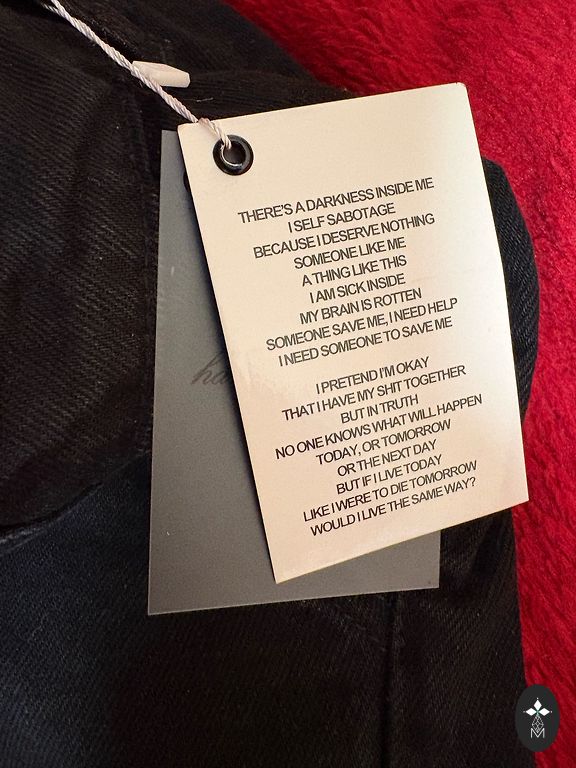 THERE'S A DARKNESS INSIDE ME
I SELF SABOTAGE
BECAUSE I DESERVE NOTHING
SOMEONE LIKE ME
A THING LIKE THIS
I AM SICK INSIDE
MY BRAIN IS ROTTEN
SOMEONE SAVE ME, I NEED HELP
I NEED SOMEONE TO SAVE ME
I PRETEND I'M OKAY
THAT I HAVE MY SHIT TOGETHER
BUT IN TRUTH
NO ONE KNOWS WHAT WILL HAPPEN
TODAY, OR TOMORROW
OR THE NEXT DAY
BUT IF I LIVE TODAY
LIKE I WERE TO DIE TOMORROW
WOULD I LIVE THE SAME WAY?
M